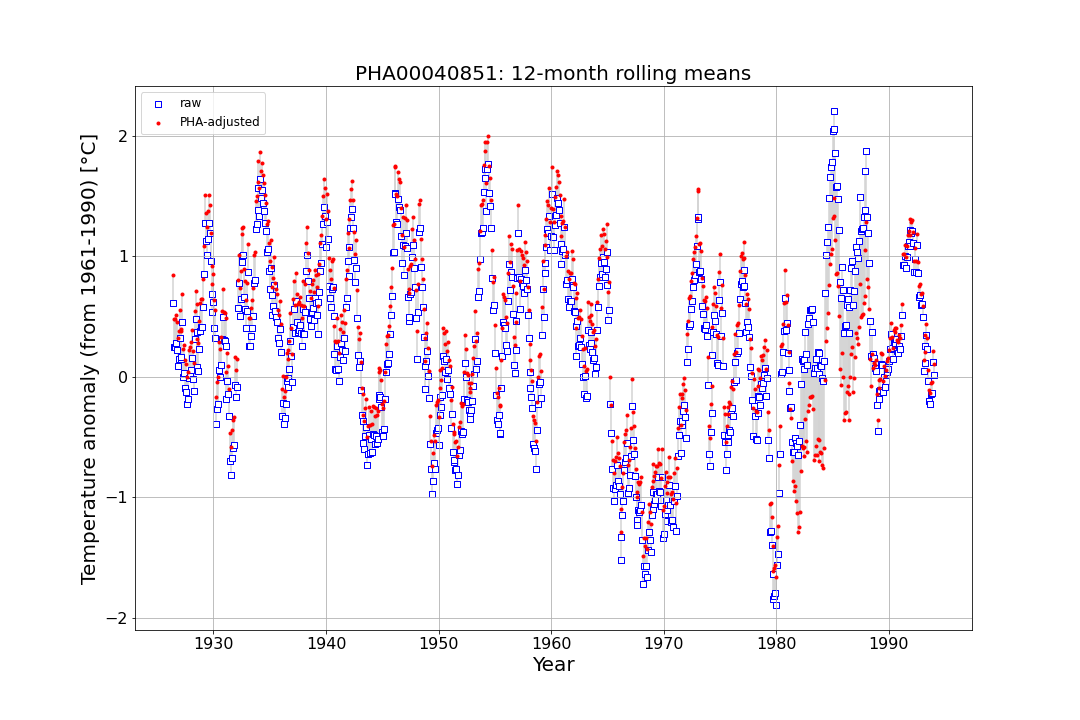 PHA00040851: 12-month rolling means
raw
PHA-adjusted
Temperature anomaly (from 1961-1990) [°C]
2
1
0
−1
−2
1930 1940 1950 1960 1970 1980 1990
Year